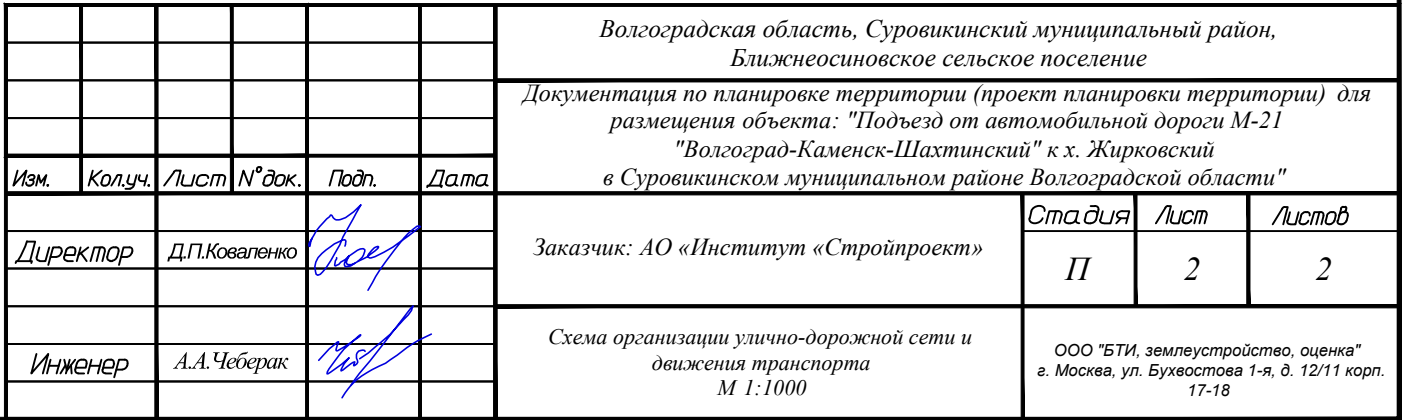 Волгоградская область, Суровикинский муниципальный район,
Ближнеосиновское сельское поселение
Документация по планировке территории (проект планировки территории) для
размещения объекта: "Подъезд от автомобильной дороги М-21
"Волгоград-Каменск-Шахтинский" к х. Жирковский
в Суровикинском муниципальном районе Волгоградской области"
Изм. Кол.уч. Лист N°док. Подп. Дата
Директор Д.П.Коваленко
Заказчик: АО «Институт «Стройпроект»
Стадия Лист Листов
П 2 2
Инженер А.А.Чеберак
Схема организации улично-дорожной сети и
движения транспорта
М 1:1000
ООО "БТИ, землеустройство, оценка"
г. Москва, ул. Бухвостова 1-я, д. 12/11 корп.
17-18